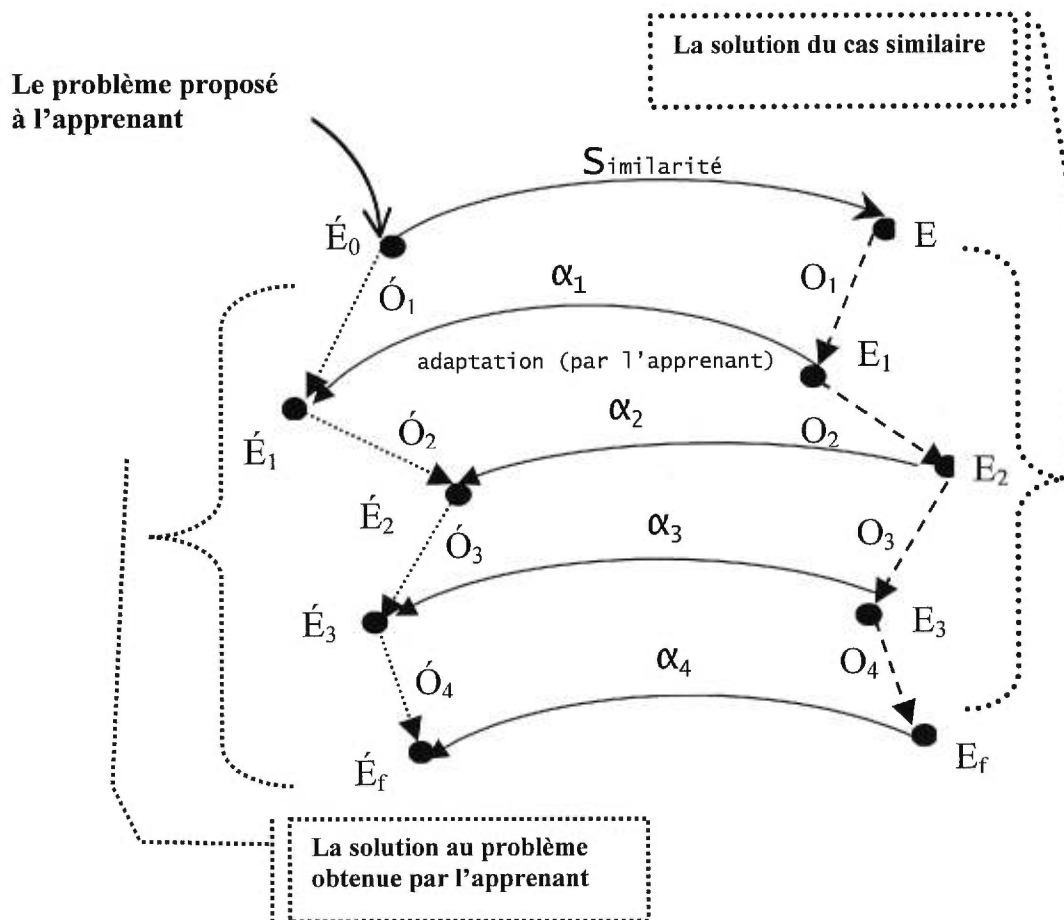 La solution du cas similaire
Le problème proposé
à l'apprenant
Similarité
É₀
E
Ó₁
α₁
O₁
E₁
adaptation (par l'apprenant)
É₁
Ó₂
α₂
O₂
E₂
É₂
Ó₃
α₃
O₃
É₃
E₃
Ó₄
α₄
O₄
É_f
E_f
La solution au problème
obtenue par l'apprenant